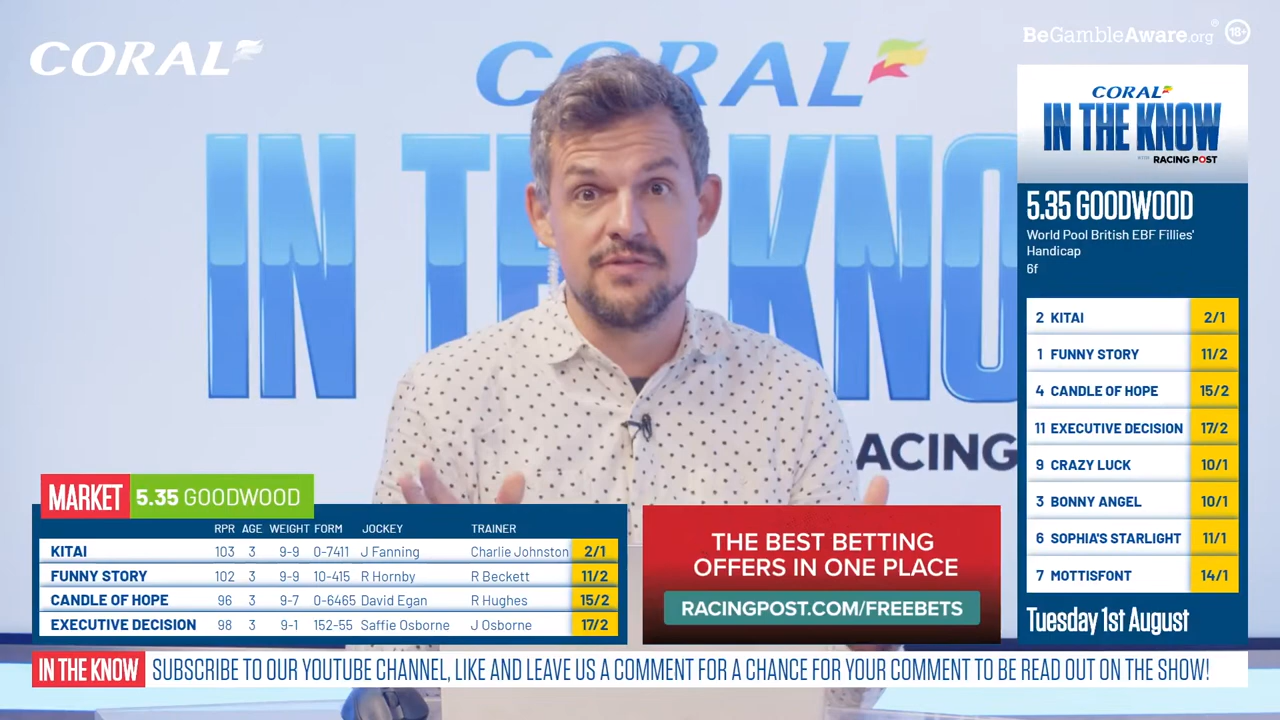 CORAL
BeGambleAware.org® 18+
CORAL
IN THE KNOW
RACING
CORAL
IN THE KNOW
WITH RACING POST
5.35 GOODWOOD
World Pool British EBF Fillies'
Handicap
6f
2 KITAI 2/1
1 FUNNY STORY 11/2
4 CANDLE OF HOPE 15/2
11 EXECUTIVE DECISION 17/2
9 CRAZY LUCK 10/1
3 BONNY ANGEL 10/1
6 SOPHIA'S STARLIGHT 11/1
7 MOTTISFONT 14/1
Tuesday 1st August
MARKET 5.35 GOODWOOD
RPR AGE WEIGHT FORM JOCKEY TRAINER
KITAI 103 3 9-9 0-7411 J Fanning Charlie Johnston 2/1
FUNNY STORY 102 3 9-9 10-415 R Hornby R Beckett 11/2
CANDLE OF HOPE 96 3 9-7 0-6465 David Egan R Hughes 15/2
EXECUTIVE DECISION 98 3 9-1 152-55 Saffie Osborne J Osborne 17/2
THE BEST BETTING
OFFERS IN ONE PLACE
RACINGPOST.COM/FREEBETS
IN THE KNOW SUBSCRIBE TO OUR YOUTUBE CHANNEL, LIKE AND LEAVE US A COMMENT FOR A CHANCE FOR YOUR COMMENT TO BE READ OUT ON THE SHOW!